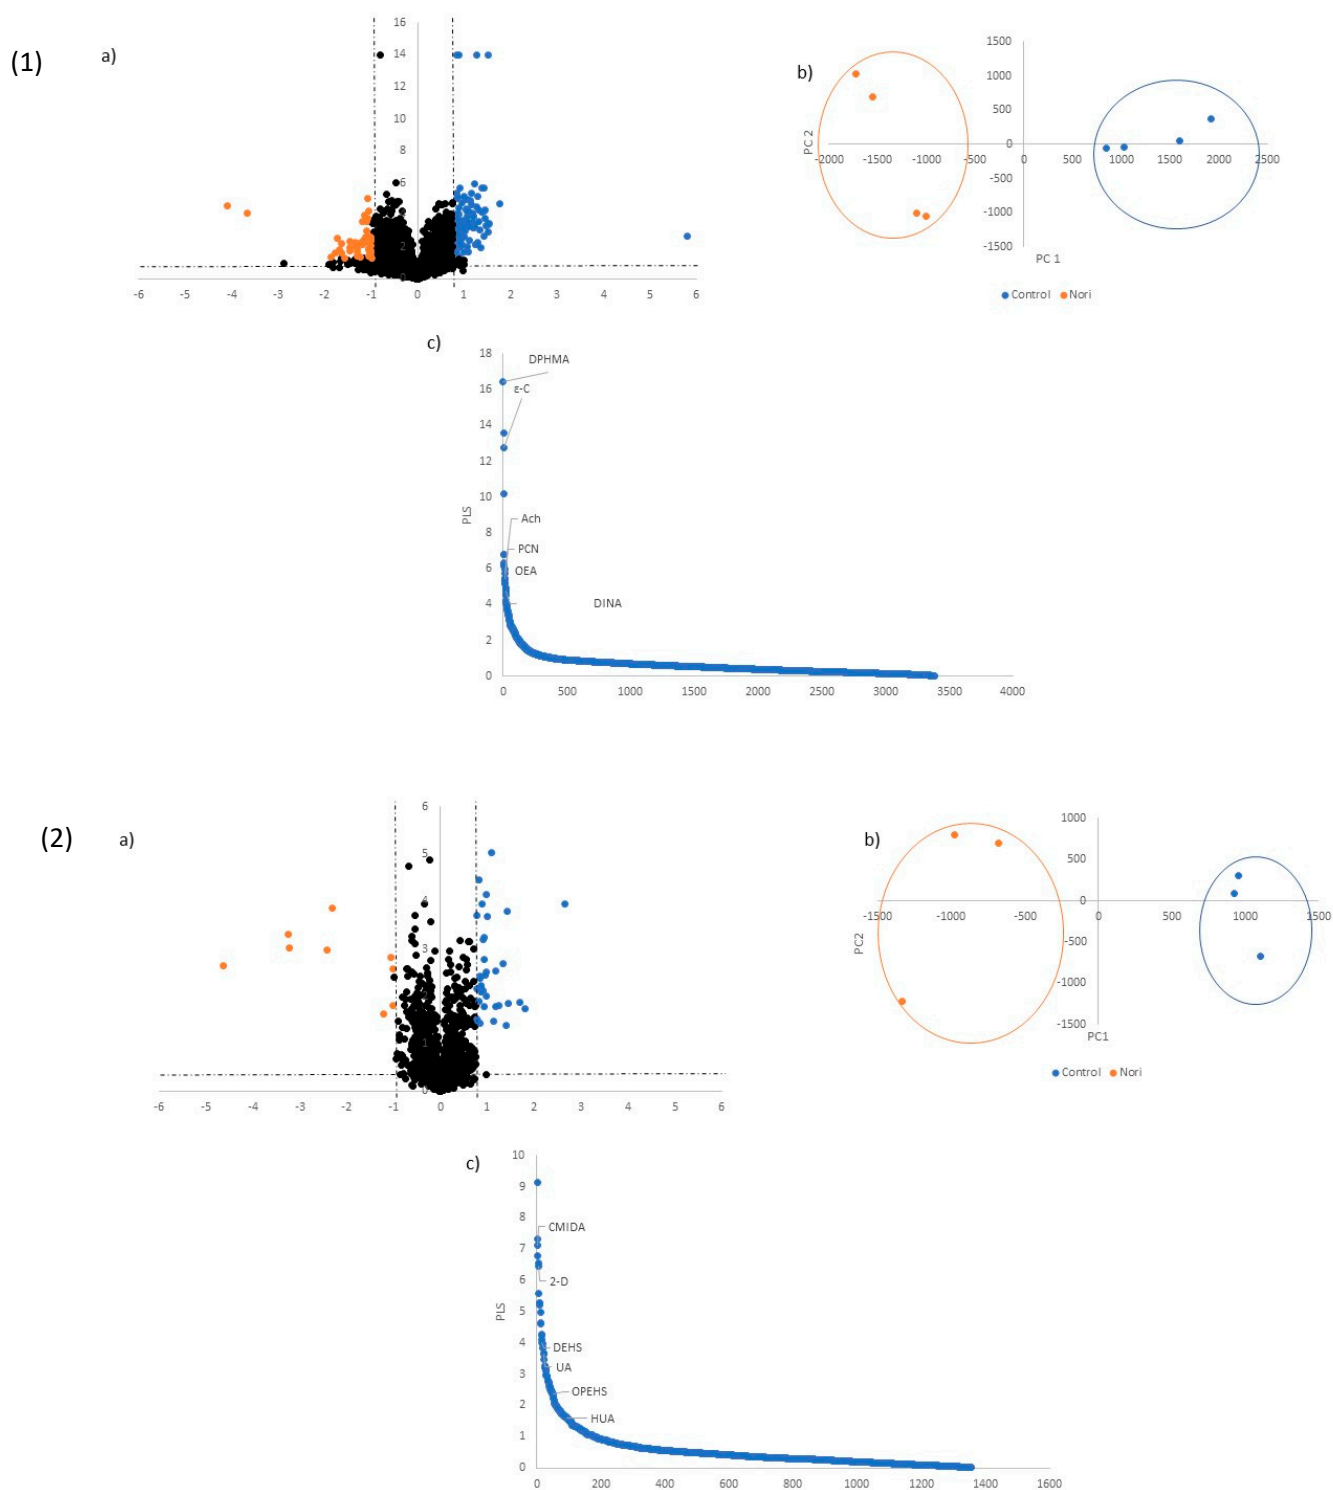 (1)
a)
16
14
12
10
8
6
4
2
0
-6 -5 -4 -3 -2 -1 0 1 2 3 4 5 6
b)
1500
1000
500
0
-500
-1000
-1500
PC 2
-2000 -1500 -1000 -500 0 500 1000 1500 2000 2500
PC 1
Control Nori
c)
18
16
14
12
10
8
6
4
2
0
PLS
DPHMA
ε-C
Ach
PCN
OEA
DINA
0 500 1000 1500 2000 2500 3000 3500 4000
(2)
a)
6
5
4
3
2
1
0
-6 -5 -4 -3 -2 -1 0 1 2 3 4 5 6
b)
1000
500
0
-500
-1000
-1500
PC2
-1500 -1000 -500 0 500 1000 1500
PC1
Control Nori
c)
10
9
8
7
6
5
4
3
2
1
0
PLS
CMIDA
2-D
DEHS
UA
OPEHS
HUA
0 200 400 600 800 1000 1200 1400 1600